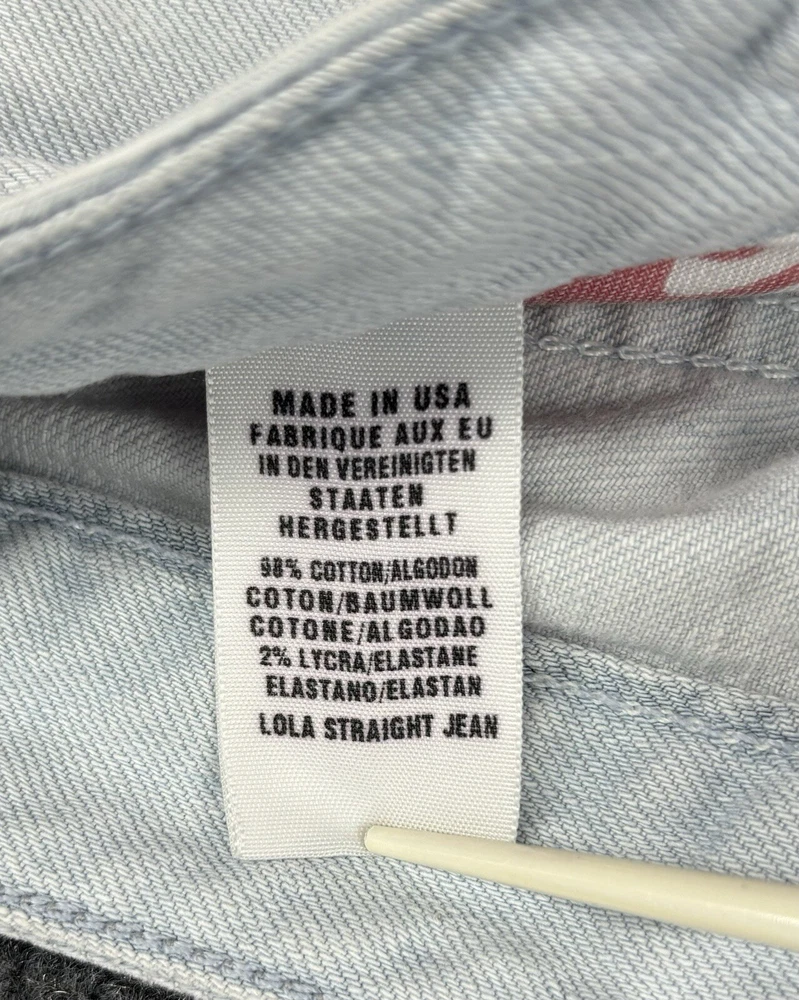 MADE IN USA
FABRIQUE AUX EU
IN DEN VEREINIGTEN
STAATEN
HERGESTELLT
98% COTTON/ALGODON
COTON/BAUMWOLL
COTONE/ALGODAO
2% LYCRA/ELASTANE
ELASTANO/ELASTAN
LOLA STRAIGHT JEAN